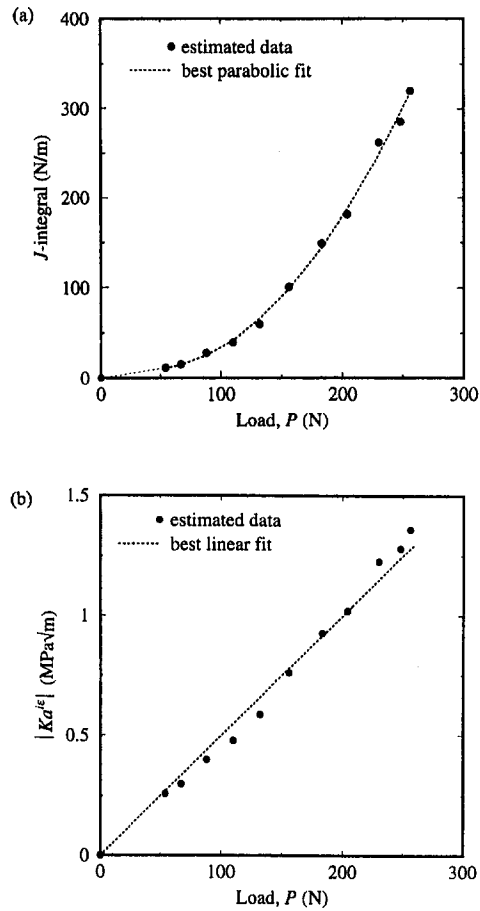 (a)
400
300
200
100
0
J-integral (N/m)
estimated data
best parabolic fit
0
100
200
300
Load, P (N)
(b)
1.5
1
0.5
0
|Ka^{iε}| (MPa√m)
estimated data
best linear fit
0
100
200
300
Load, P (N)